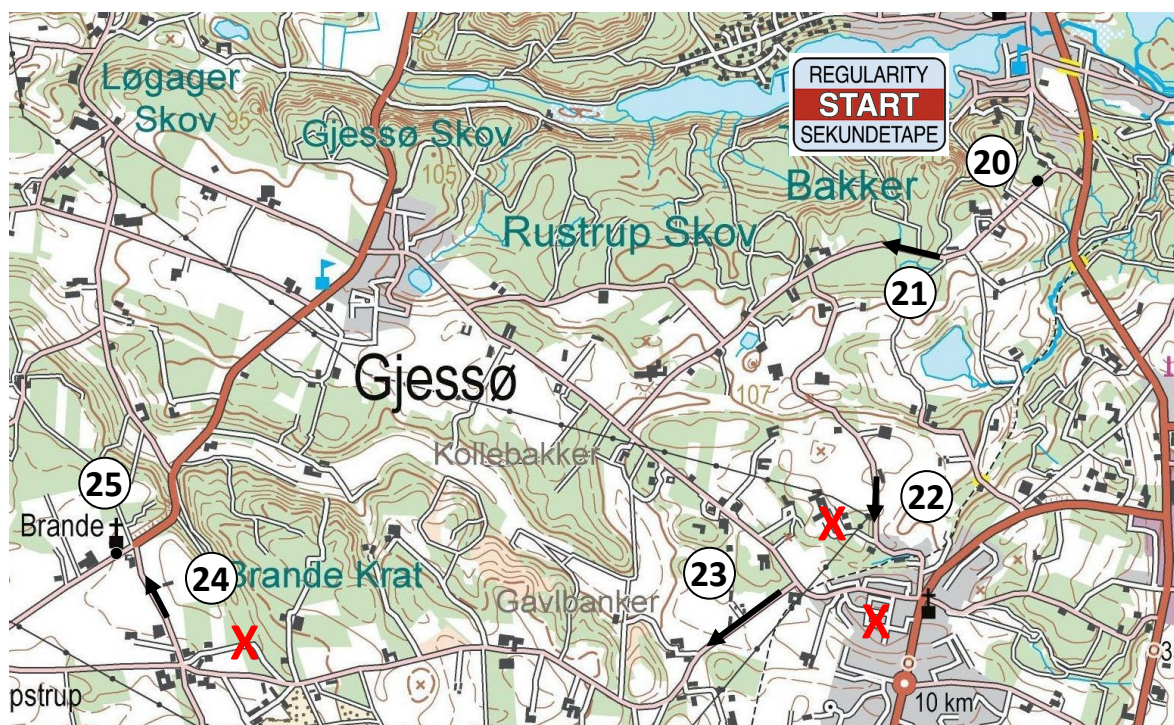 REGULARITY
START
SEKUNDETAPE
Løgager
Skov
95
Gjessø Skov
105
20
Bakker
Rustrup Skov
21
Gjessø
107
Kollebakker
25
22
X
Brande
24
Brande Krat
23
Gavlbanker
X
X
pstrup
10 km
3